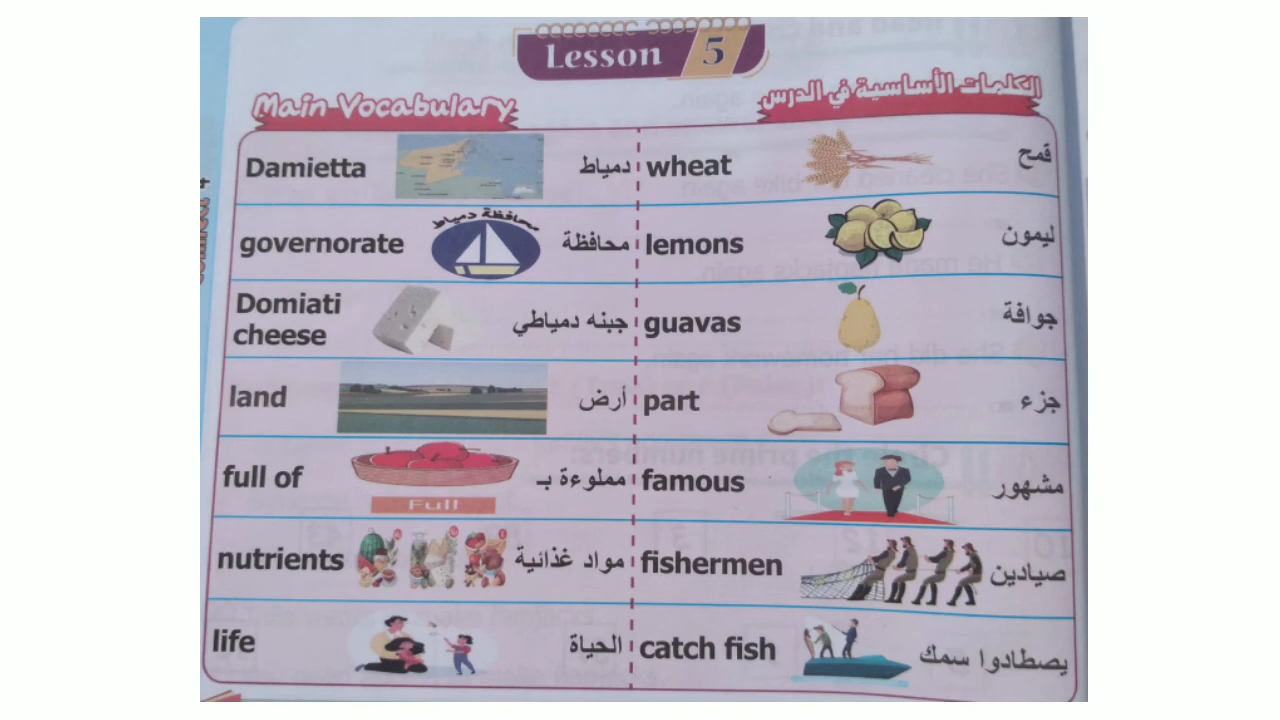 Lesson 5
Main Vocabulary
الكلمات الأساسية في الدرس
Damietta
دمياط
wheat
قمح
governorate
محافظة دمياط
محافظة
lemons
ليمون
Domiati
cheese
جبنه دمياطي
guavas
جوافة
land
أرض
part
جزء
full of
Full
مملوءة بـ
famous
مشهور
nutrients
مواد غذائية
fishermen
صيادين
life
الحياة
catch fish
يصطادوا سمك